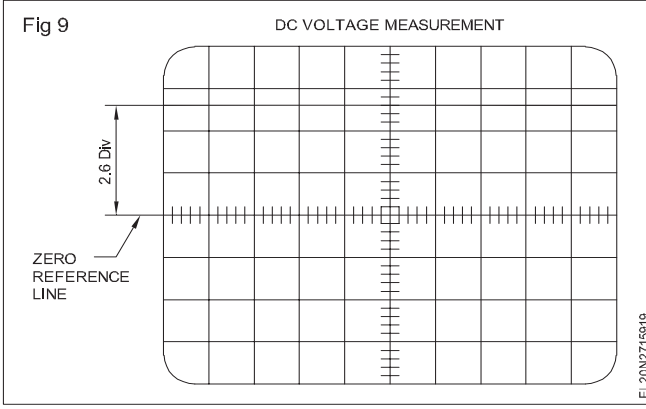 Fig 9
DC VOLTAGE MEASUREMENT
2.6 Div
ZERO
REFERENCE
LINE
EL20N2715919